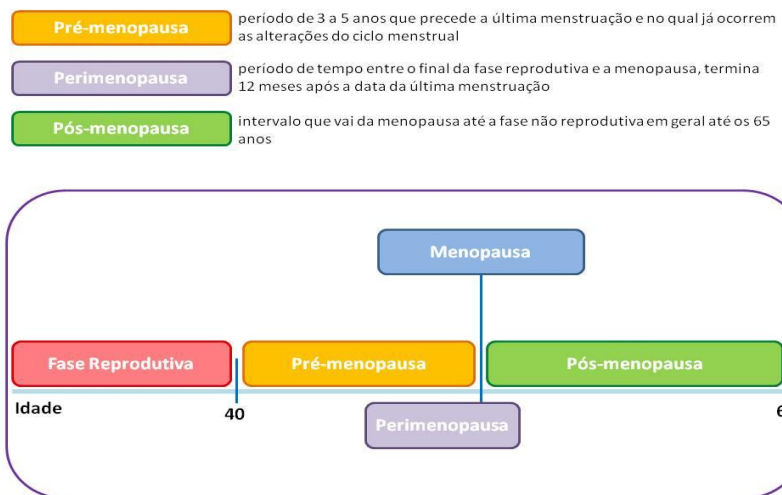 Pré-menopausa
período de 3 a 5 anos que precede a última menstruação e no qual já ocorrem
as alterações do ciclo menstrual
Perimenopausa
período de tempo entre o final da fase reprodutiva e a menopausa, termina
12 meses após a data da última menstruação
Pós-menopausa
intervalo que vai da menopausa até a fase não reprodutiva em geral até os 65
anos
Menopausa
Fase Reprodutiva
Pré-menopausa
Pós-menopausa
Idade
40
Perimenopausa